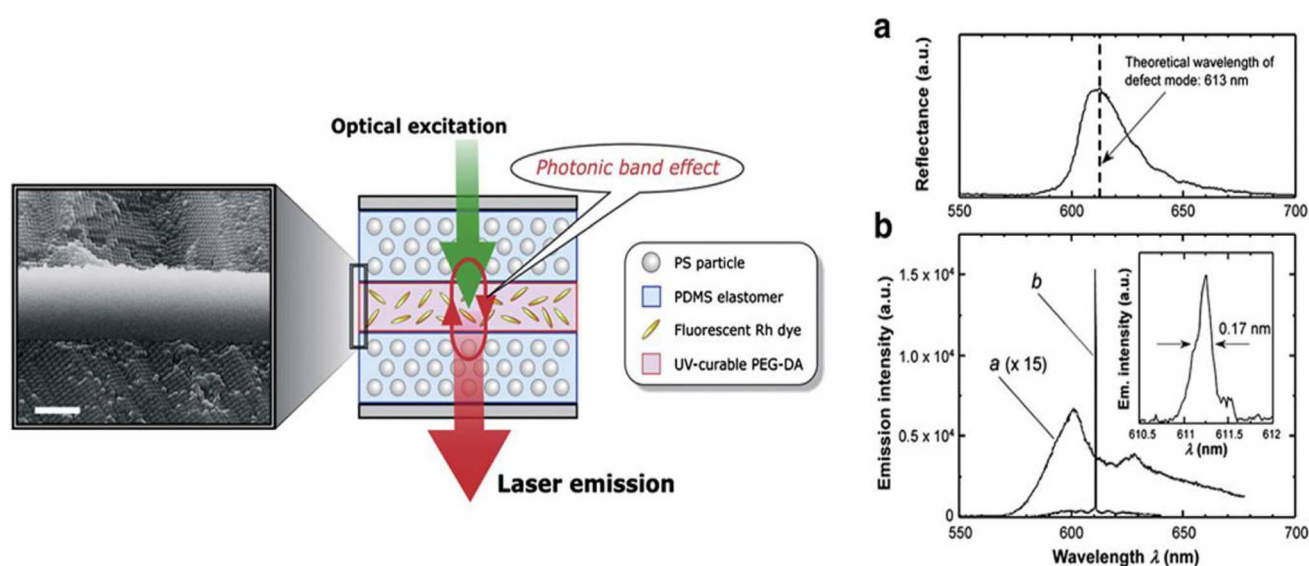 Optical excitation
Photonic band effect
PS particle
PDMS elastomer
Fluorescent Rh dye
UV-curable PEG-DA
Laser emission
a
Reflectance (a.u.)
Theoretical wavelength of
defect mode: 613 nm
550
600
650
700
b
Emission intensity (a.u.)
1.5 x 10⁴
1.0 x 10⁴
0.5 x 10⁴
0
b
a (x 15)
Em. intensity (a.u.)
0.17 nm
610.5
611
611.5
612
λ (nm)
550
600
650
700
Wavelength λ (nm)